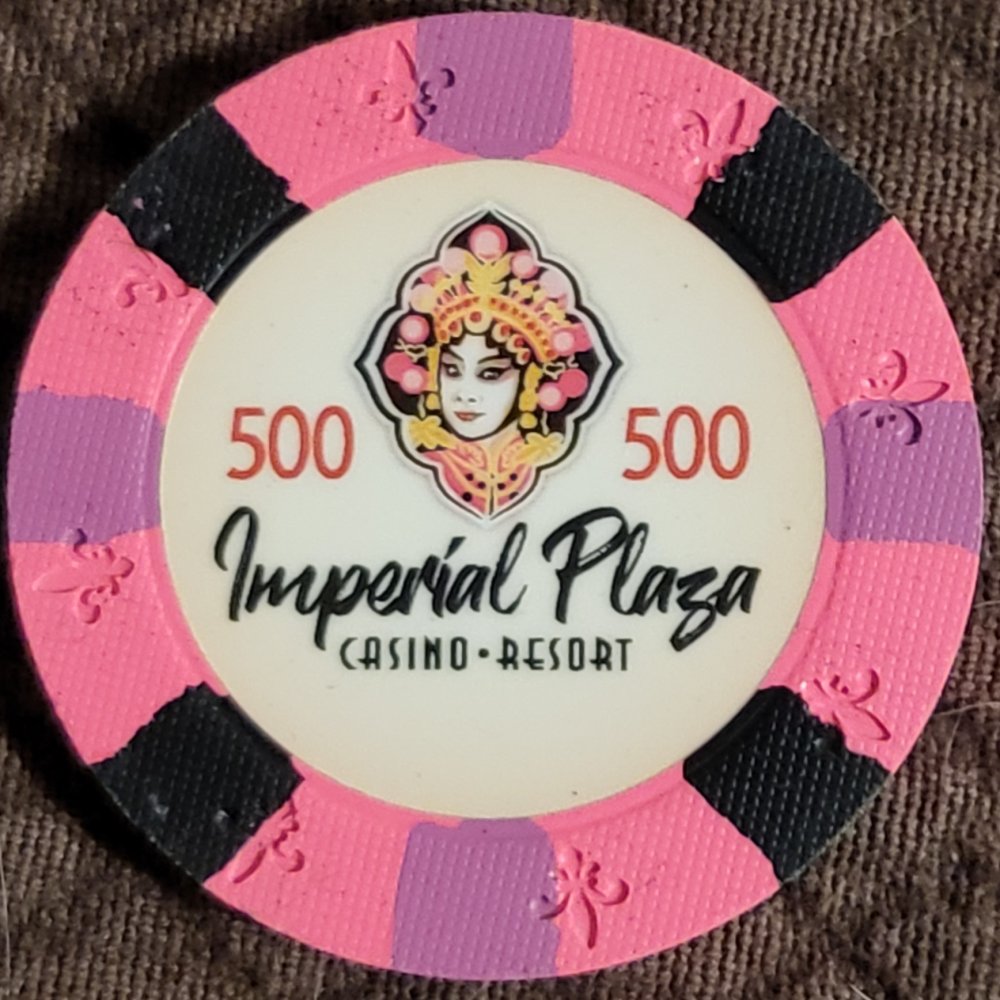 500 500
Imperial Plaza
CASINO • RESORT